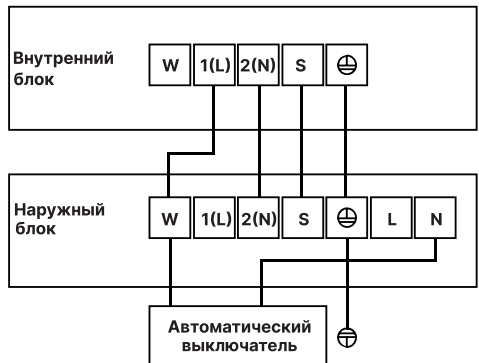 Внутренний
блок
W 1(L) 2(N) S
Наружный
блок
W 1(L) 2(N) S L N
Автоматический
выключатель